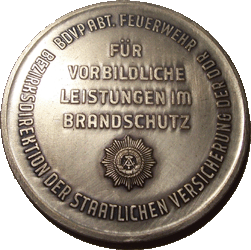 BDVP ABT. FEUERWEHR
FÜR
VORBILDLICHE
LEISTUNGEN IM
BRANDSCHUTZ
BEZIRKSDIREKTION DER STAATLICHEN VERSICHERUNG DER DDR